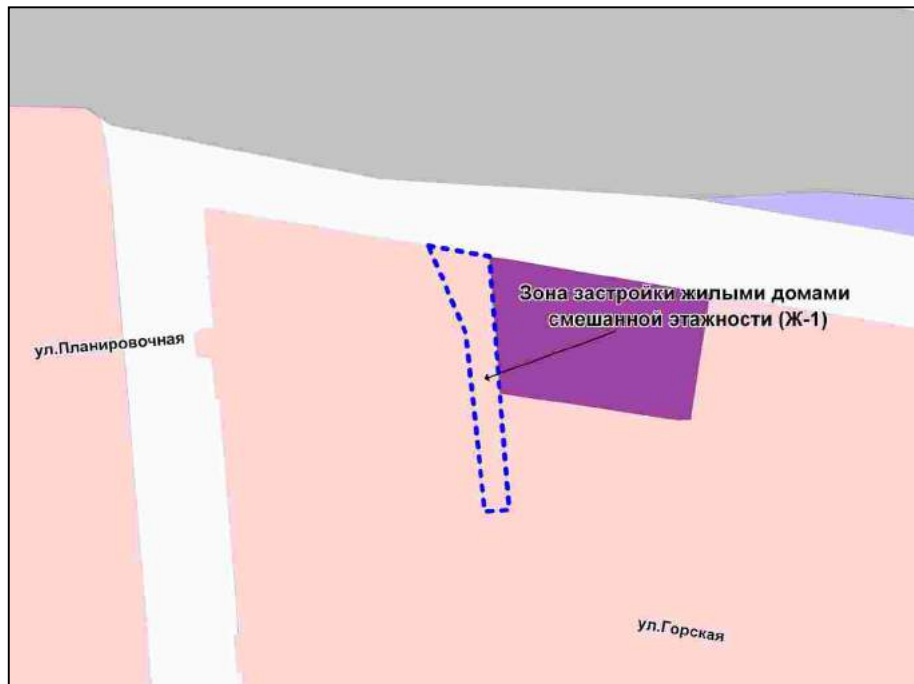 Зона застройки жилыми домами
смешанной этажности (Ж-1)
ул.Планировочная
ул.Горская